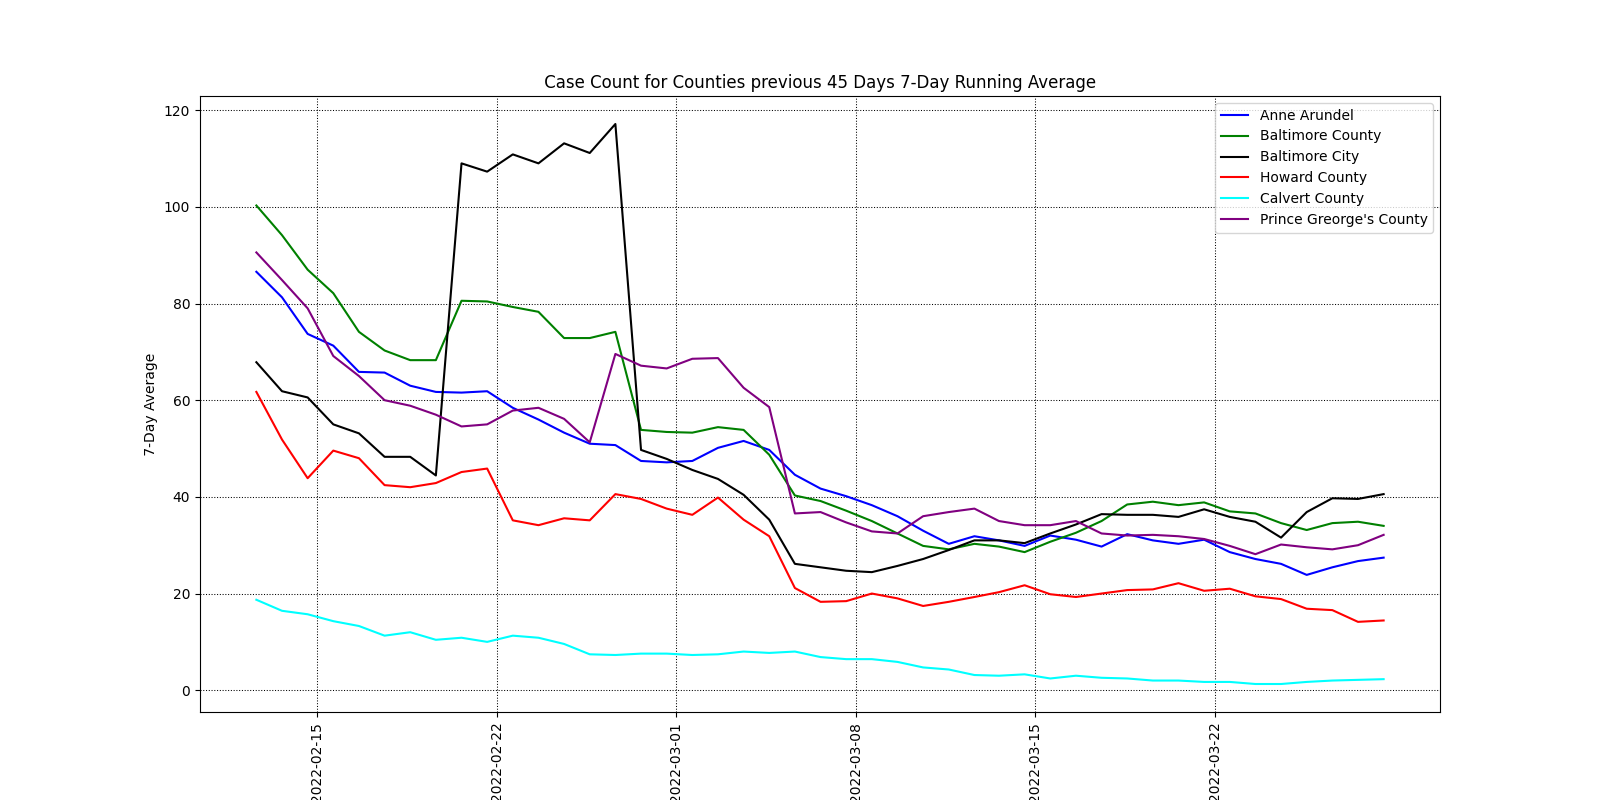 Case Count for Counties previous 45 Days 7-Day Running Average
120
100
80
60
40
20
0
7-Day Average
Anne Arundel
Baltimore County
Baltimore City
Howard County
Calvert County
Prince Greorge's County
2022-02-15
2022-02-22
2022-03-01
2022-03-08
2022-03-15
2022-03-22